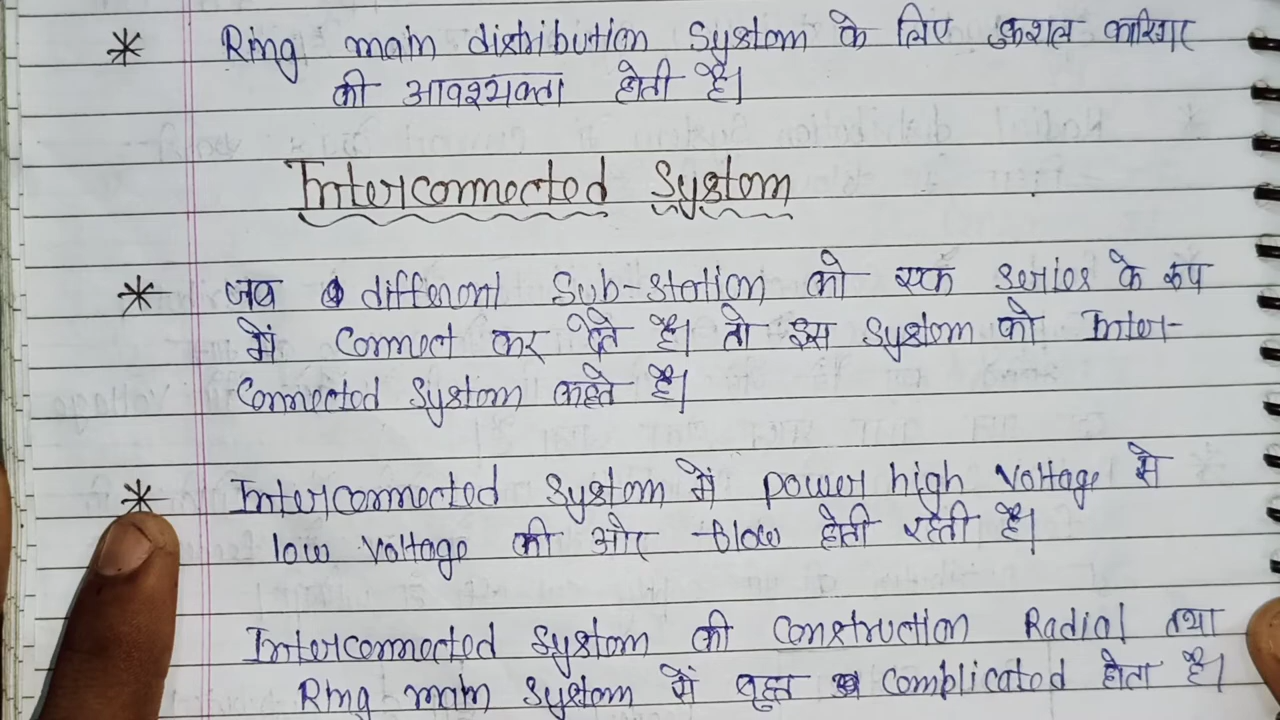 * Ring main distribution System के लिए कुशल कारिगर
की आवश्यकता होती है।
Interconnected System
* जब different Sub-station को एक series के रूप
में Connect कर देते है। तो इस System को Inter-
Connected System कहते है।
* Interconnected System में power high Voltage से
low Voltage की ओर flow होती रहती है।
Interconnected System की Construction Radial तथा
Ring main System से बहुत complicated होता है।